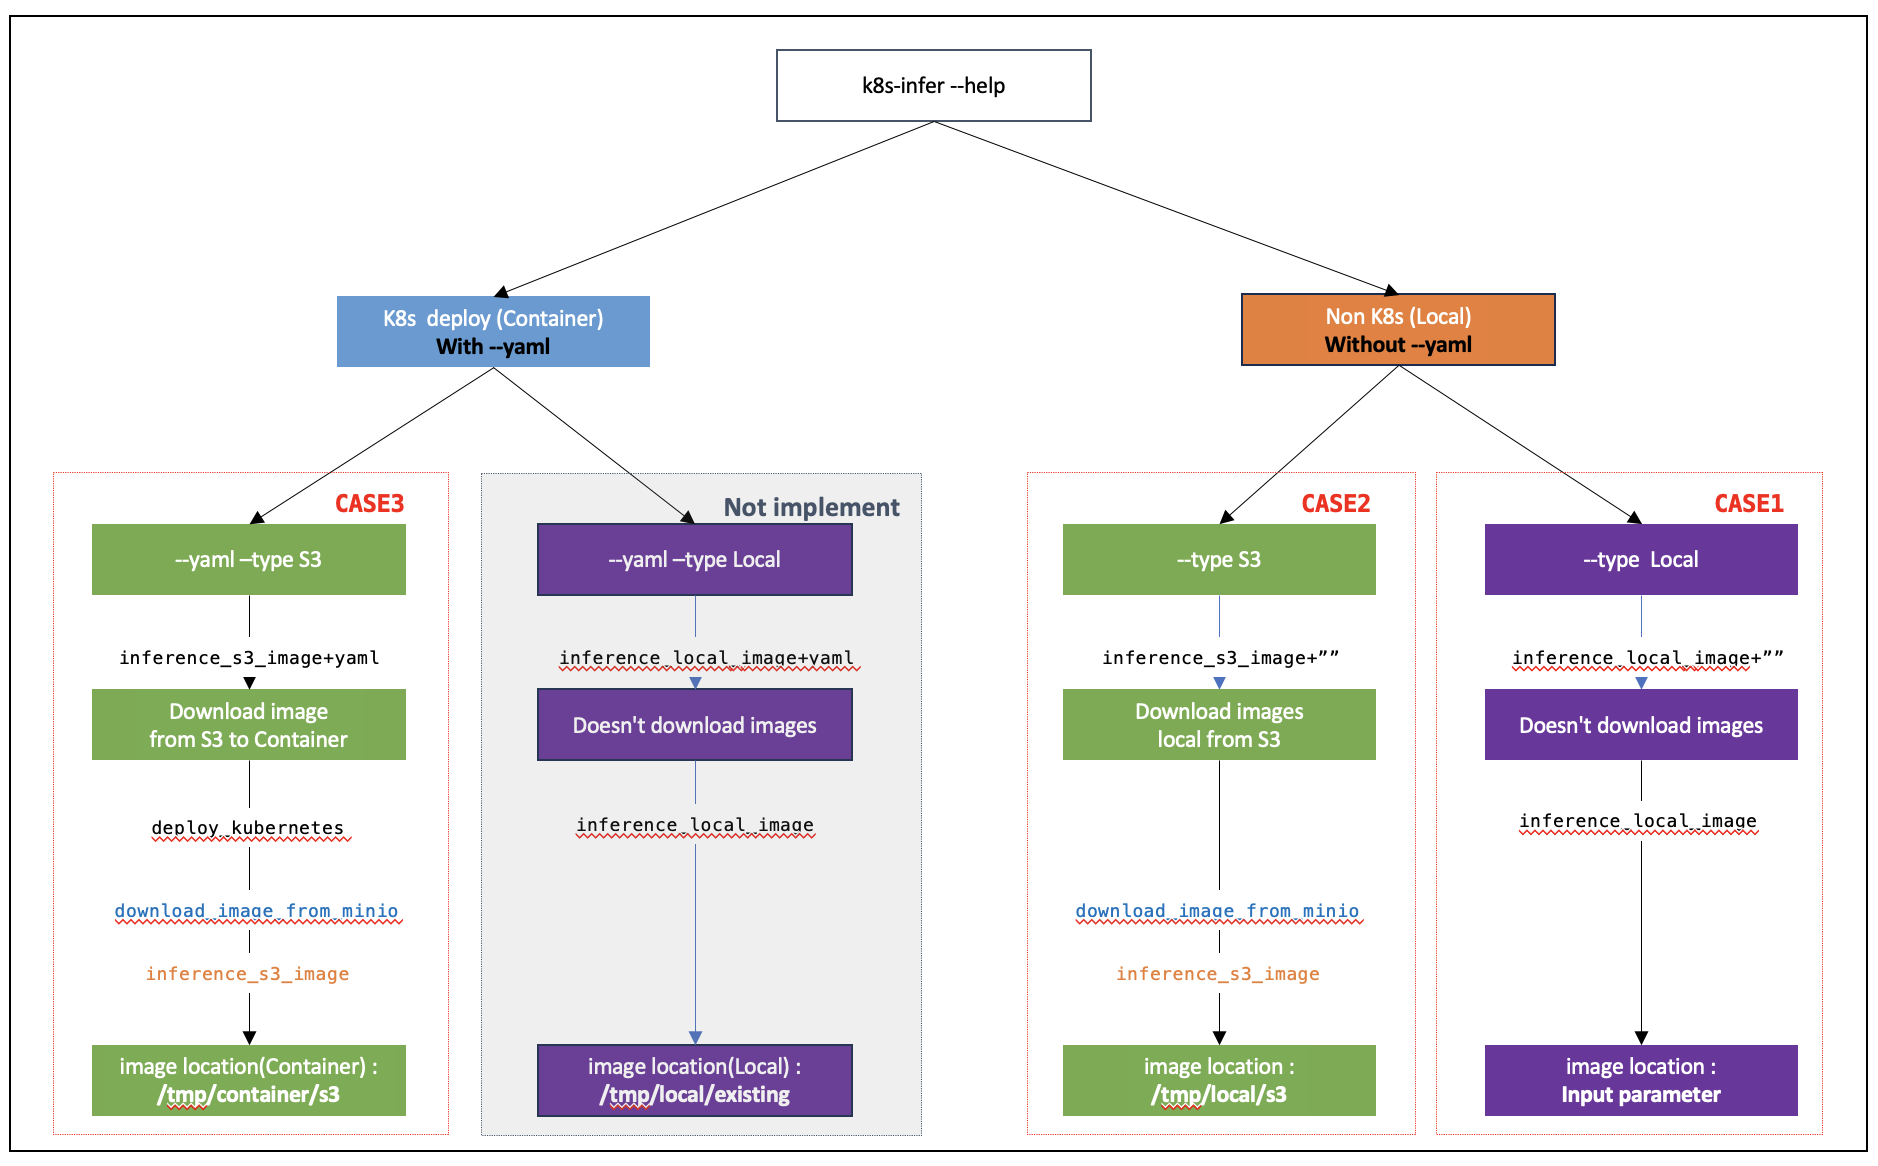 k8s-infer --help
K8s  deploy (Container)
With --yaml
Non K8s (Local)
Without --yaml
CASE3
--yaml –type S3
inference_s3_image+yaml
Download image
from S3 to Container
deploy_kubernetes
download_image_from_minio
inference_s3_image
image location(Container) :
/tmp/container/s3
Not implement
--yaml –type Local
inference_local_image+yaml
Doesn't download images
inference_local_image
image location(Local) :
/tmp/local/existing
CASE2
--type S3
inference_s3_image+””
Download images
local from S3
download_image_from_minio
inference_s3_image
image location :
/tmp/local/s3
CASE1
--type  Local
inference_local_image+””
Doesn't download images
inference_local_image
image location :
Input parameter